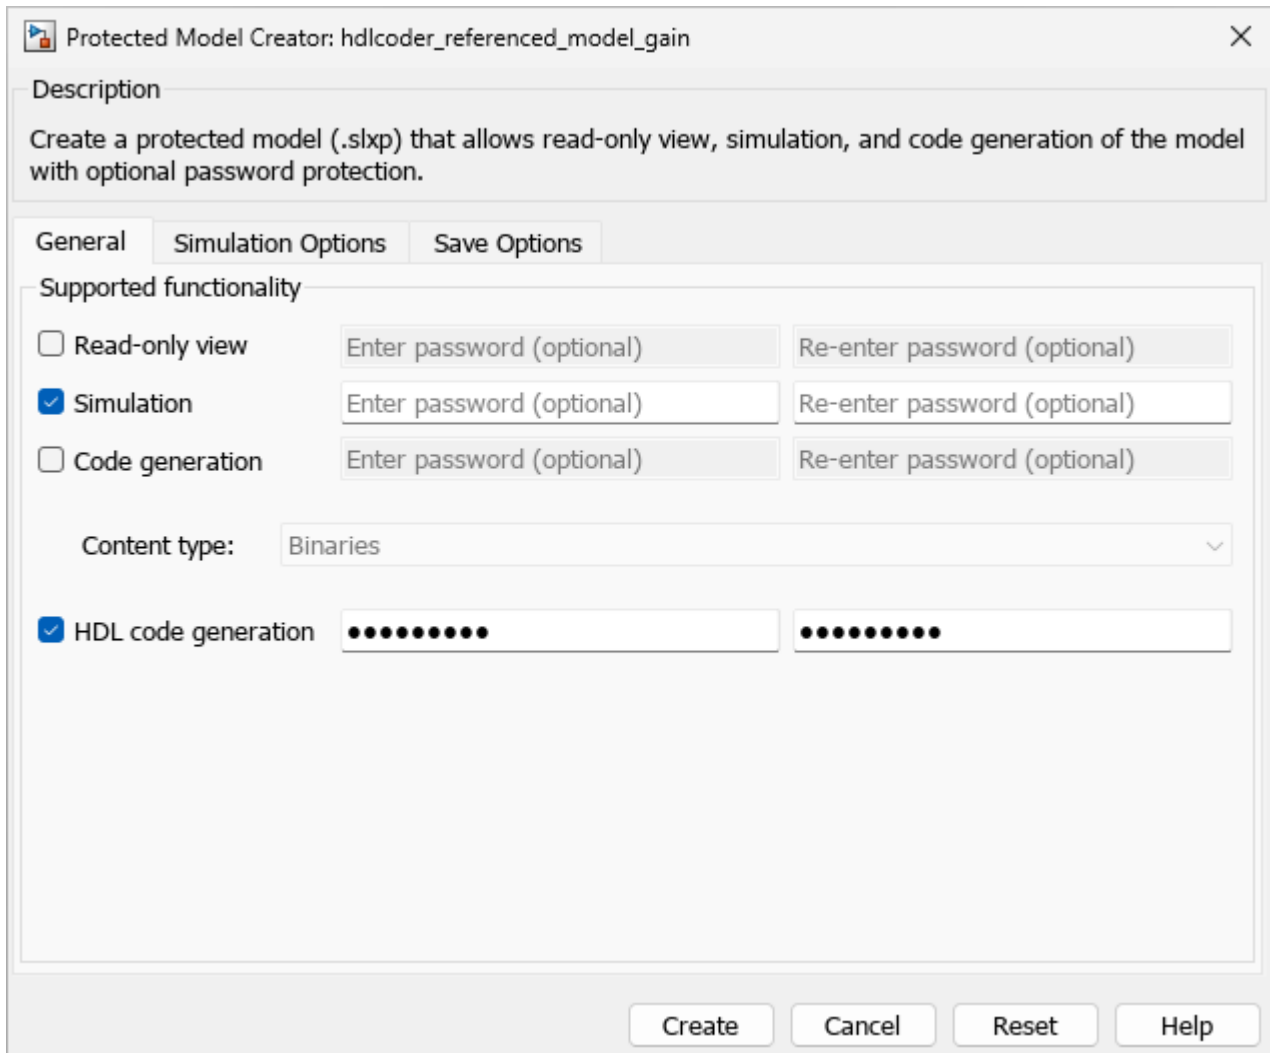 Protected Model Creator: hdlcoder_referenced_model_gain
Description
Create a protected model (.slxp) that allows read-only view, simulation, and code generation of the model
with optional password protection.
General Simulation Options Save Options
Supported functionality
Read-only view Enter password (optional) Re-enter password (optional)
Simulation Enter password (optional) Re-enter password (optional)
Code generation Enter password (optional) Re-enter password (optional)
Content type: Binaries
HDL code generation ●●●●●●●●● ●●●●●●●●●
Create Cancel Reset Help